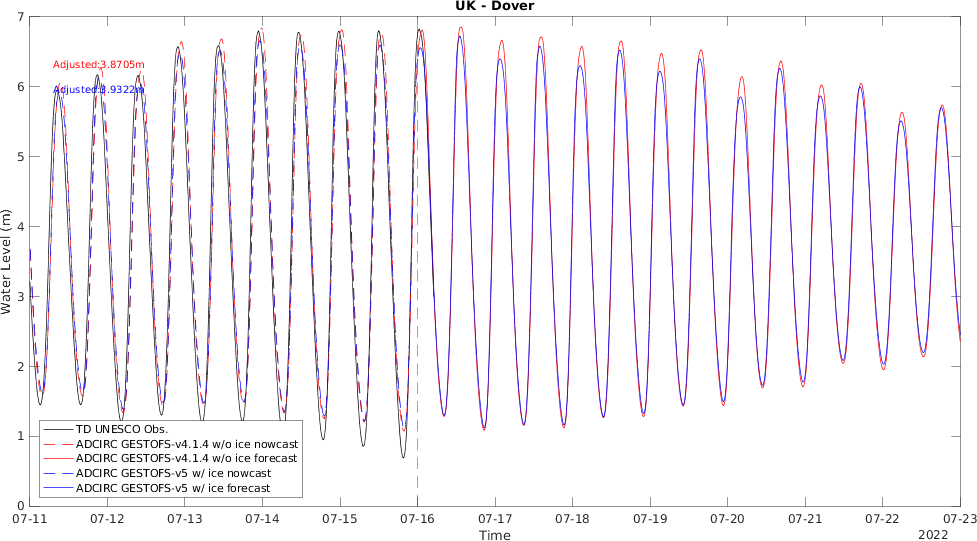 UK - Dover
7
6
5
4
3
2
1
0
Water Level (m)
Adjusted:3.8705m
Adjusted:3.9322m
TD UNESCO Obs.
ADCIRC GESTOFS-v4.1.4 w/o ice nowcast
ADCIRC GESTOFS-v4.1.4 w/o ice forecast
ADCIRC GESTOFS-v5 w/ ice nowcast
ADCIRC GESTOFS-v5 w/ ice forecast
07-11 07-12 07-13 07-14 07-15 07-16 07-17 07-18 07-19 07-20 07-21 07-22 07-23
Time
2022